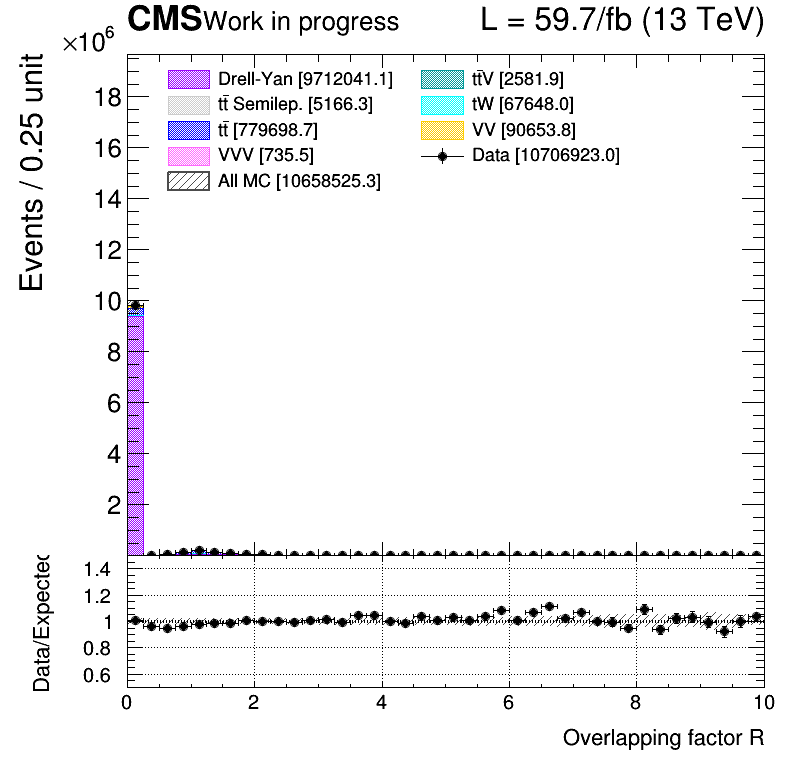 CMS Work in progress L = 59.7/fb (13 TeV)
×10⁶
Events / 0.25 unit
Drell-Yan [9712041.1]
tt̄ Semilep. [5166.3]
tt̄ [779698.7]
VVV [735.5]
All MC [10658525.3]
tt̄V [2581.9]
tW [67648.0]
VV [90653.8]
Data [10706923.0]
18
16
14
12
10
8
6
4
2
Data/Expected
1.4
1.2
1
0.8
0.6
0 2 4 6 8 10
Overlapping factor R